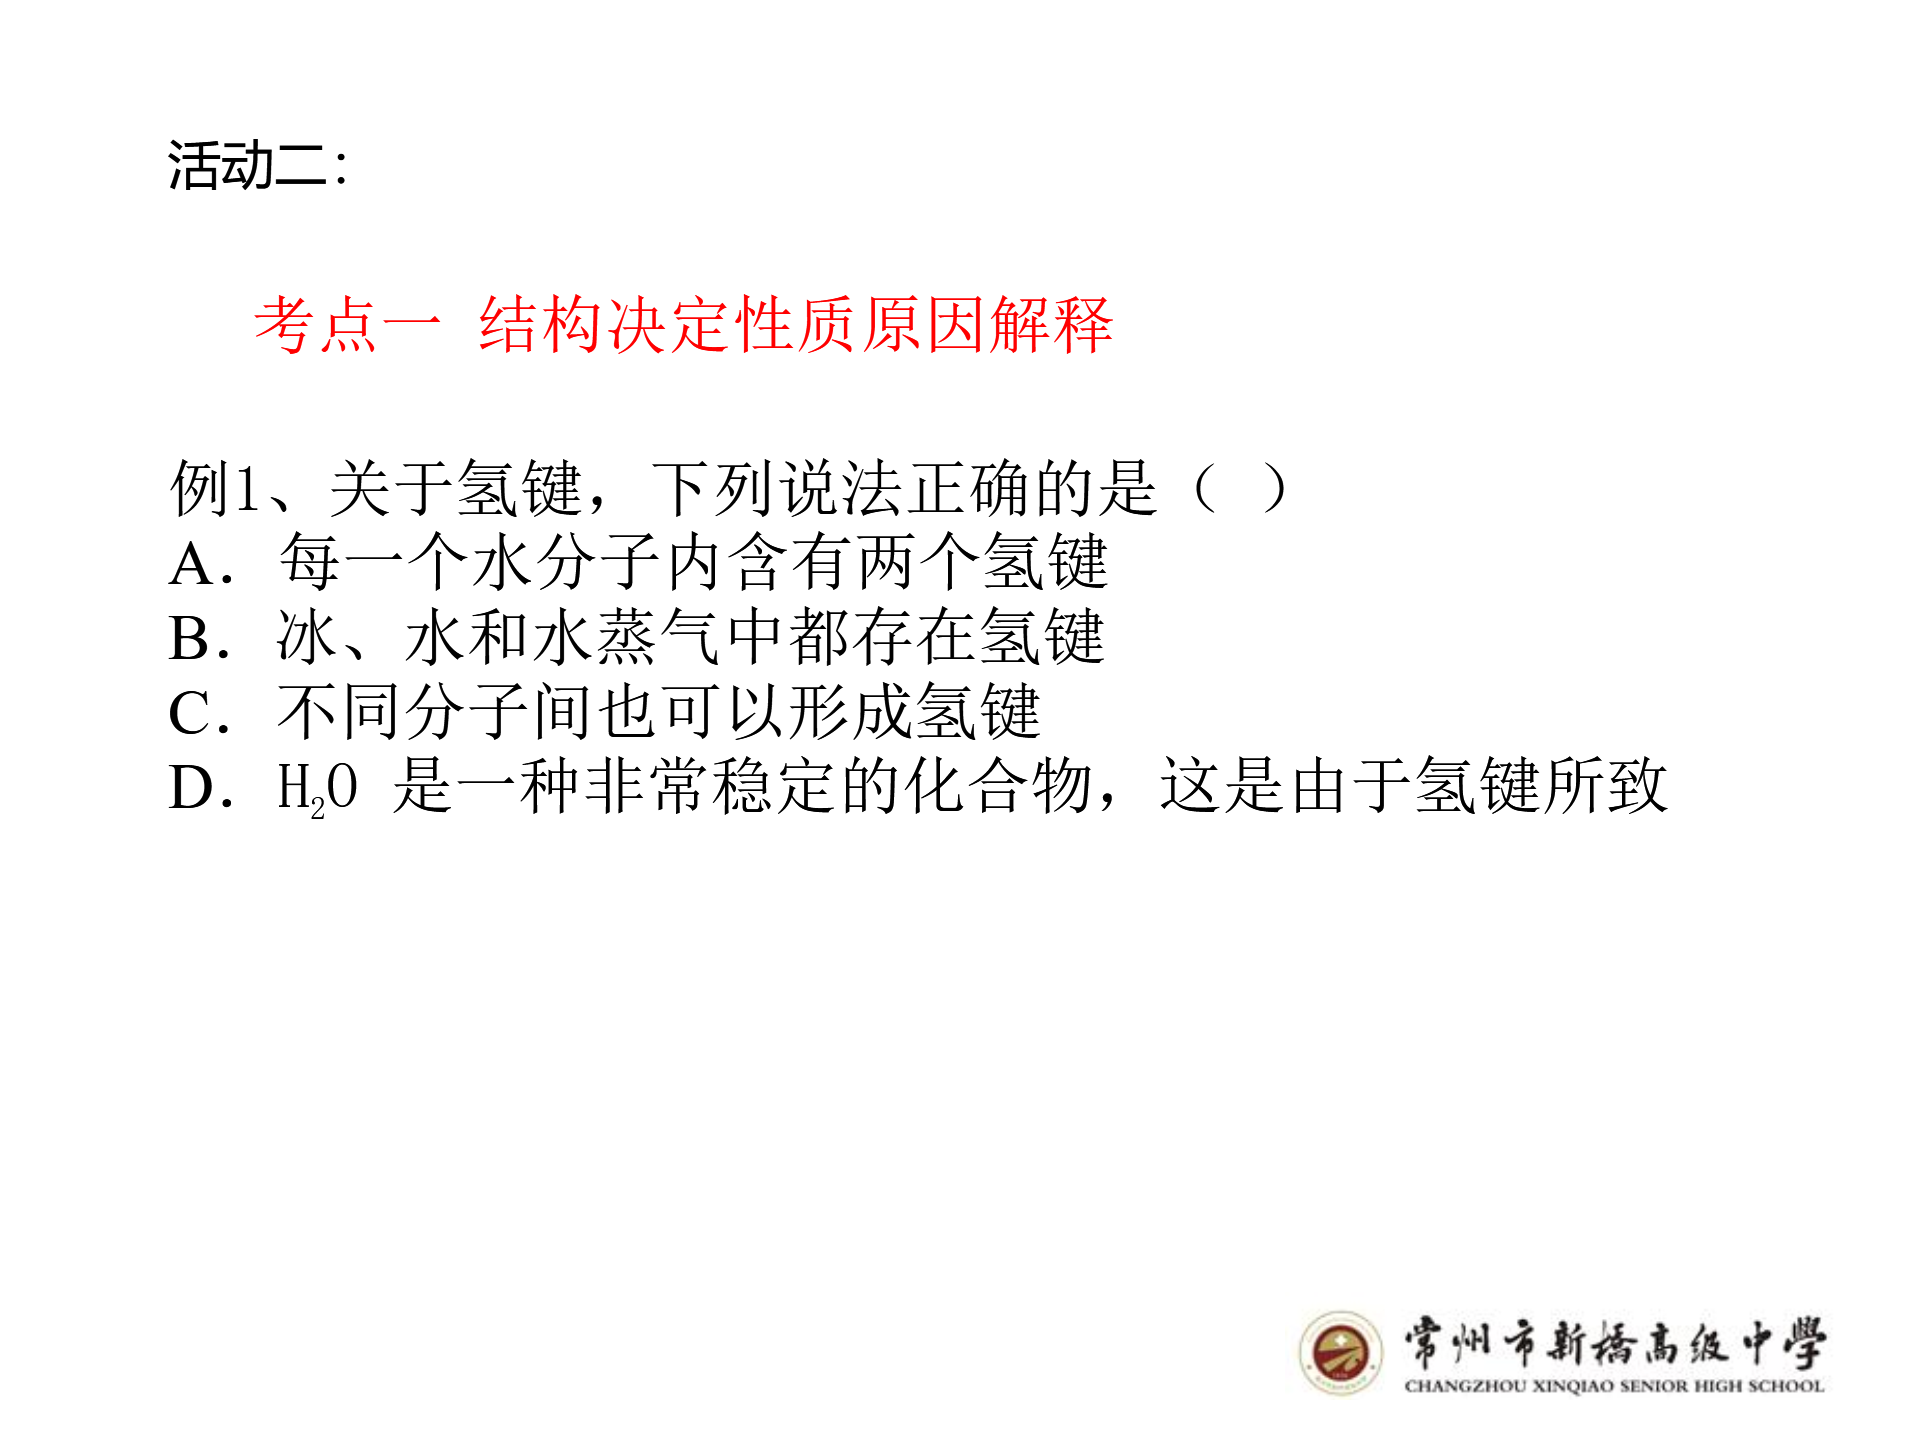 活动二：
考点一 结构决定性质原因解释
例1、关于氢键，下列说法正确的是（ ）
A．每一个水分子内含有两个氢键
B．冰、水和水蒸气中都存在氢键
C．不同分子间也可以形成氢键
D．H₂O 是一种非常稳定的化合物，这是由于氢键所致
常州市新橋高级中學
CHANGZHOU XINQIAO SENIOR HIGH SCHOOL